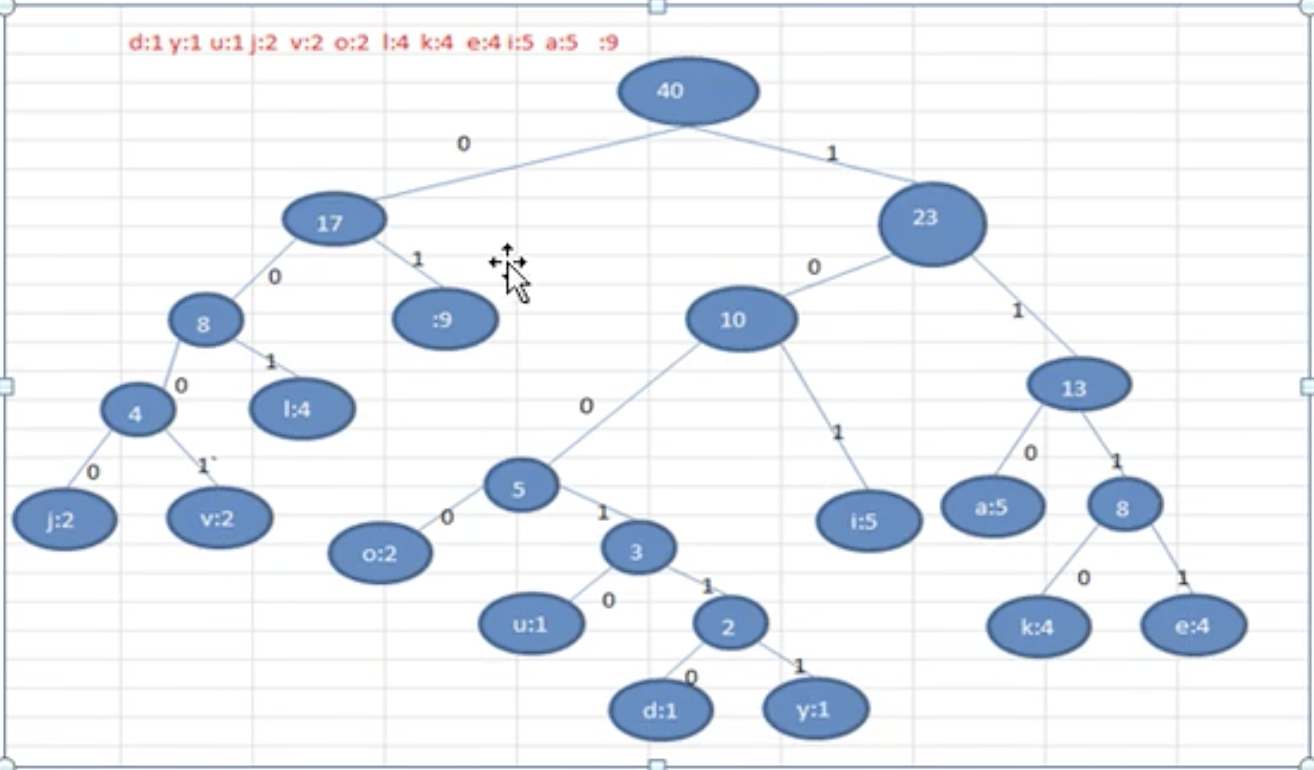 d:1 y:1 u:1 j:2 v:2 o:2 l:4 k:4 e:4 i:5 a:5 :9
40
0 1
17 23
0 1 0 1
8 :9 10 13
0 1 0 1 0 1
4 l:4 5 i:5 a:5 8
0 1` 0 1 0 1
j:2 v:2 o:2 3 k:4 e:4
0 1
u:1 2
0 1
d:1 y:1